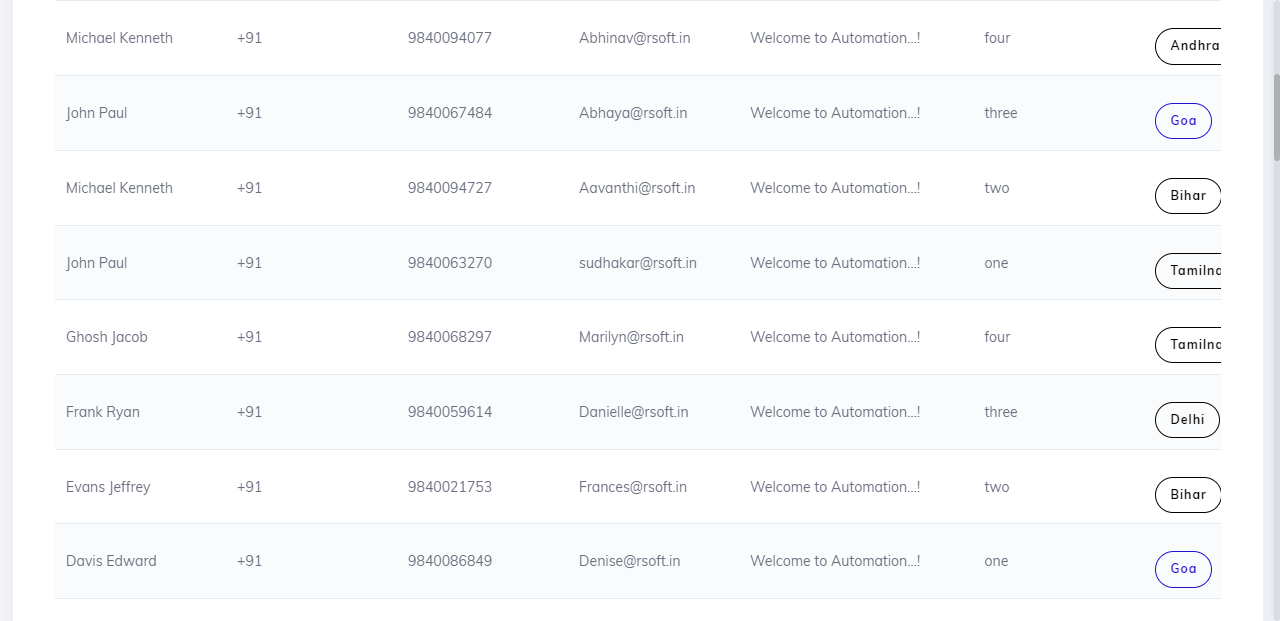 Michael Kenneth +91 9840094077 Abhinav@rsoft.in Welcome to Automation...! four Andhra
John Paul +91 9840067484 Abhaya@rsoft.in Welcome to Automation...! three Goa
Michael Kenneth +91 9840094727 Aavanthi@rsoft.in Welcome to Automation...! two Bihar
John Paul +91 9840063270 sudhakar@rsoft.in Welcome to Automation...! one Tamilna
Ghosh Jacob +91 9840068297 Marilyn@rsoft.in Welcome to Automation...! four Tamilna
Frank Ryan +91 9840059614 Danielle@rsoft.in Welcome to Automation...! three Delhi
Evans Jeffrey +91 9840021753 Frances@rsoft.in Welcome to Automation...! two Bihar
Davis Edward +91 9840086849 Denise@rsoft.in Welcome to Automation...! one Goa